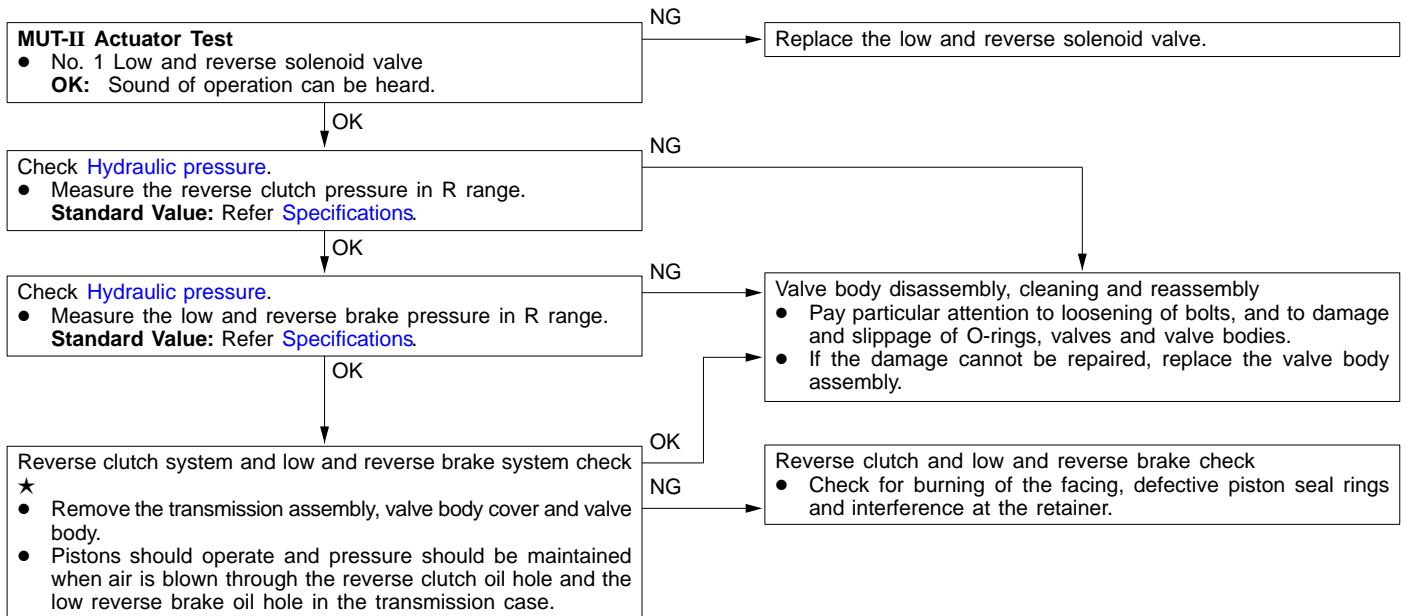 MUT-II Actuator Test
● No. 1 Low and reverse solenoid valve
OK: Sound of operation can be heard.
NG
Replace the low and reverse solenoid valve.
OK
Check Hydraulic pressure.
● Measure the reverse clutch pressure in R range.
Standard Value: Refer Specifications.
NG
OK
Check Hydraulic pressure.
● Measure the low and reverse brake pressure in R range.
Standard Value: Refer Specifications.
NG
Valve body disassembly, cleaning and reassembly
● Pay particular attention to loosening of bolts, and to damage
and slippage of O-rings, valves and valve bodies.
● If the damage cannot be repaired, replace the valve body
assembly.
OK
Reverse clutch system and low and reverse brake system check
★
● Remove the transmission assembly, valve body cover and valve
body.
● Pistons should operate and pressure should be maintained
when air is blown through the reverse clutch oil hole and the
low reverse brake oil hole in the transmission case.
OK
NG
Reverse clutch and low and reverse brake check
● Check for burning of the facing, defective piston seal rings
and interference at the retainer.